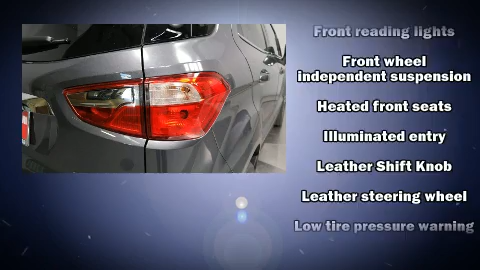 Front reading lights
Front wheel
independent suspension
Heated front seats
Illuminated entry
Leather Shift Knob
Leather steering wheel
Low tire pressure warning